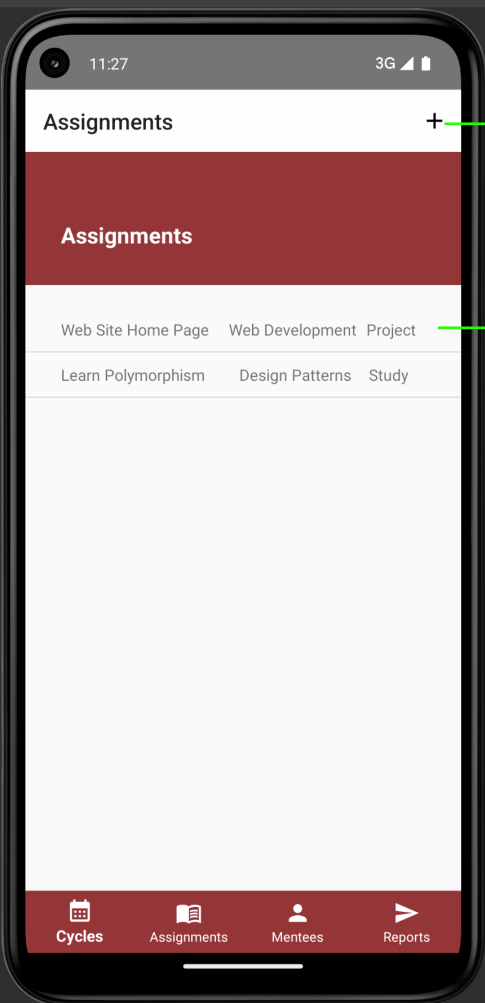 11:27 3G
Assignments +
Assignments
Web Site Home Page Web Development Project
Learn Polymorphism Design Patterns Study
Cycles Assignments Mentees Reports